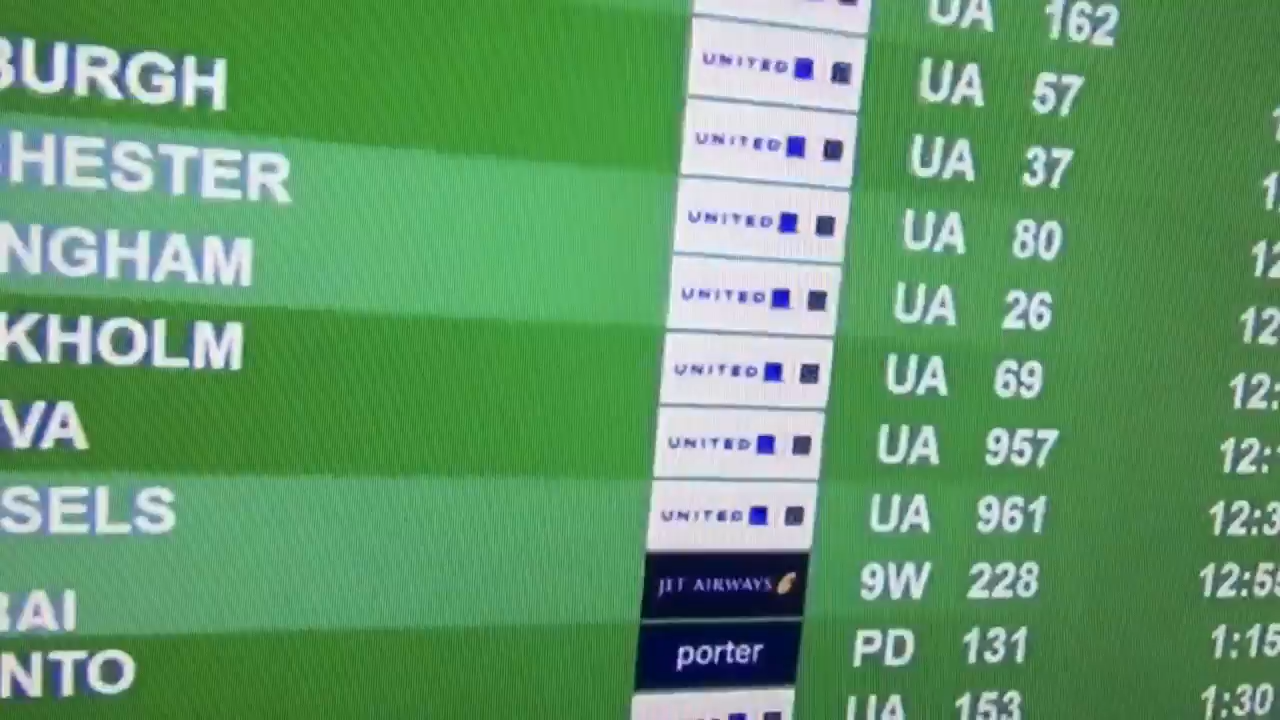 UA 162
UNITED UA 57
BURGH UNITED UA 37
HESTER UNITED UA 80 12
NGHAM UNITED UA 26 12
KHOLM UNITED UA 69 12:
VA UNITED UA 957 12:
SELS UNITED UA 961 12:3
BAI JET AIRWAYS 9W 228 12:5
NTO porter PD 131 1:15
UA 153 1:30